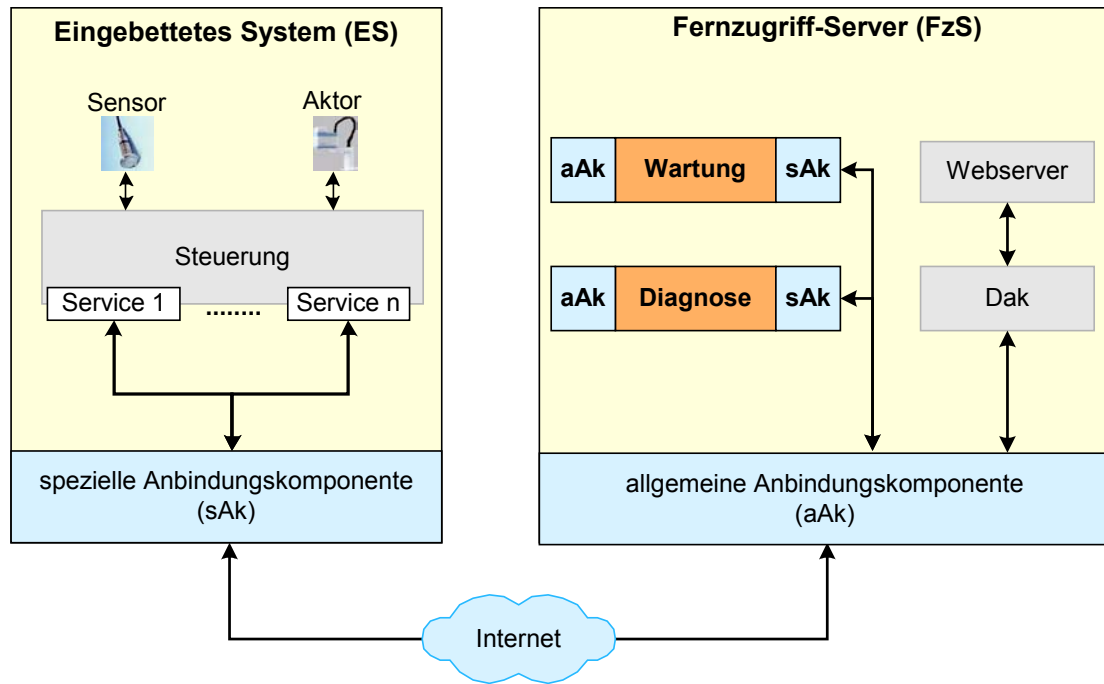 Eingebettetes System (ES)
Sensor
Aktor
Steuerung
Service 1
........
Service n
spezielle Anbindungskomponente
(sAk)
Fernzugriff-Server (FzS)
aAk Wartung sAk
Webserver
aAk Diagnose sAk
Dak
allgemeine Anbindungskomponente
(aAk)
Internet